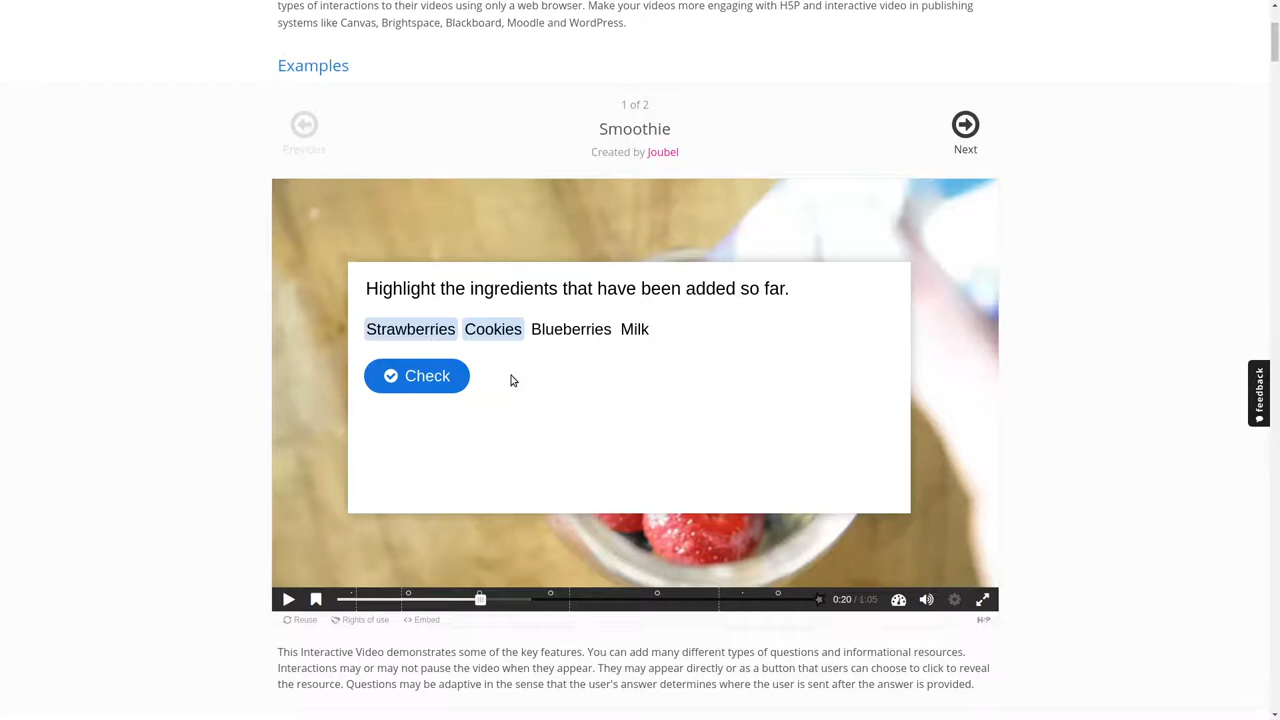 types of interactions to their videos using only a web browser. Make your videos more engaging with H5P and interactive video in publishing
systems like Canvas, Brightspace, Blackboard, Moodle and WordPress.
Examples
1 of 2
Previous
Smoothie
Next
Created by Joubel
Highlight the ingredients that have been added so far.
Strawberries Cookies Blueberries Milk
Check
feedback
0:20 / 1:05
Reuse Rights of use <> Embed H-P
This Interactive Video demonstrates some of the key features. You can add many different types of questions and informational resources.
Interactions may or may not pause the video when they appear. They may appear directly or as a button that users can choose to click to reveal
the resource. Questions may be adaptive in the sense that the user's answer determines where the user is sent after the answer is provided.